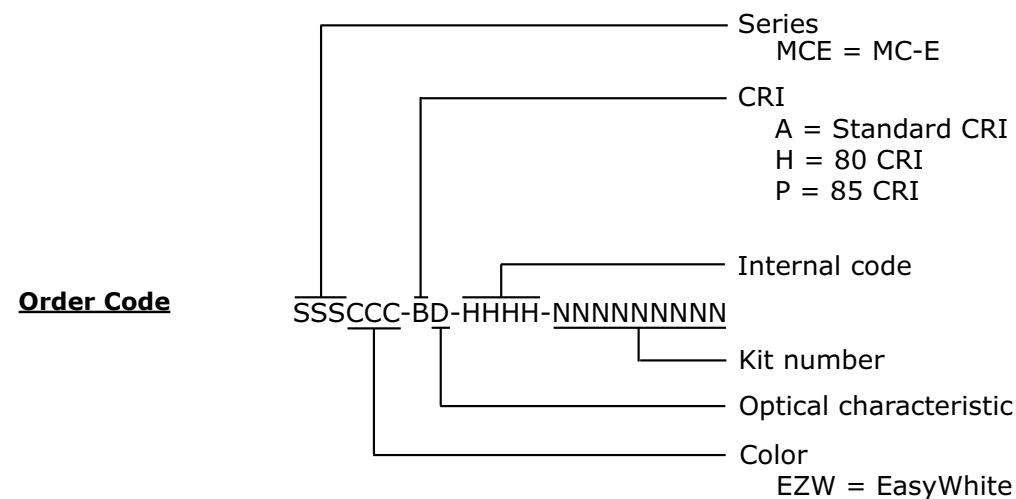 Series
MCE = MC-E
CRI
A = Standard CRI
H = 80 CRI
P = 85 CRI
Internal code
Order Code
SSSCCC-BD-HHHH-NNNNNNNNN
Kit number
Optical characteristic
Color
EZW = EasyWhite